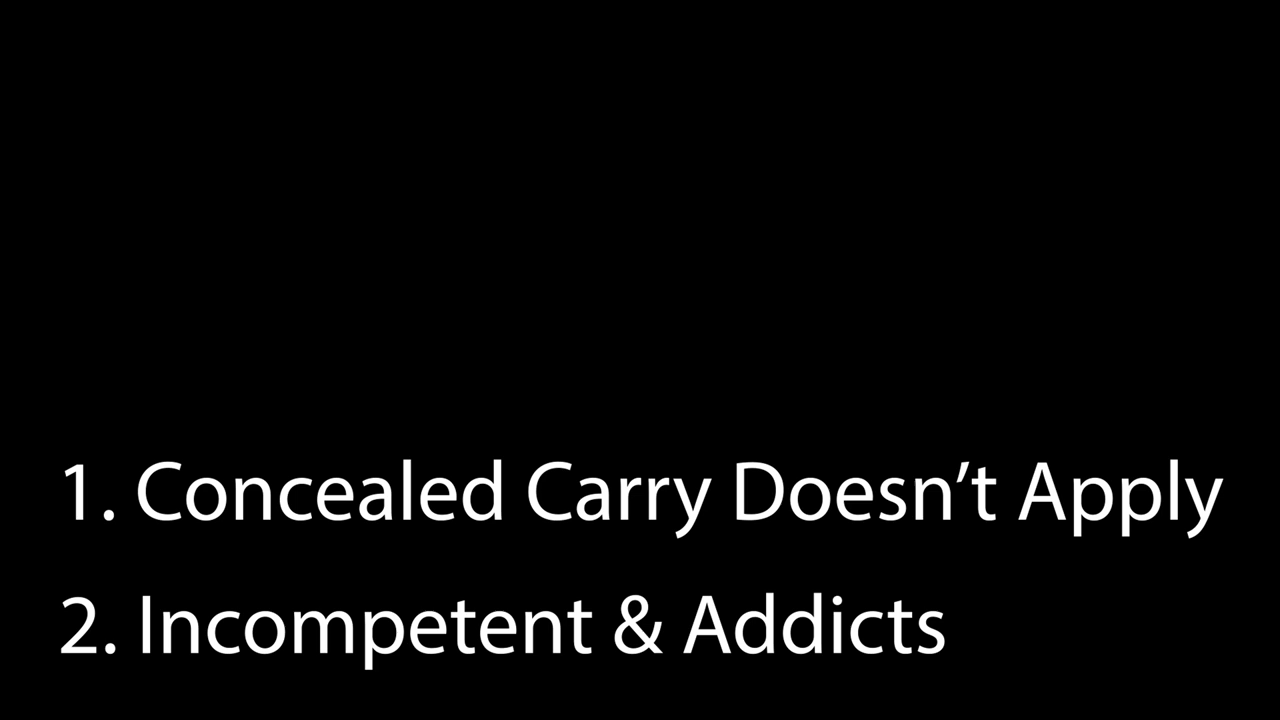 1. Concealed Carry Doesn’t Apply
2. Incompetent & Addicts